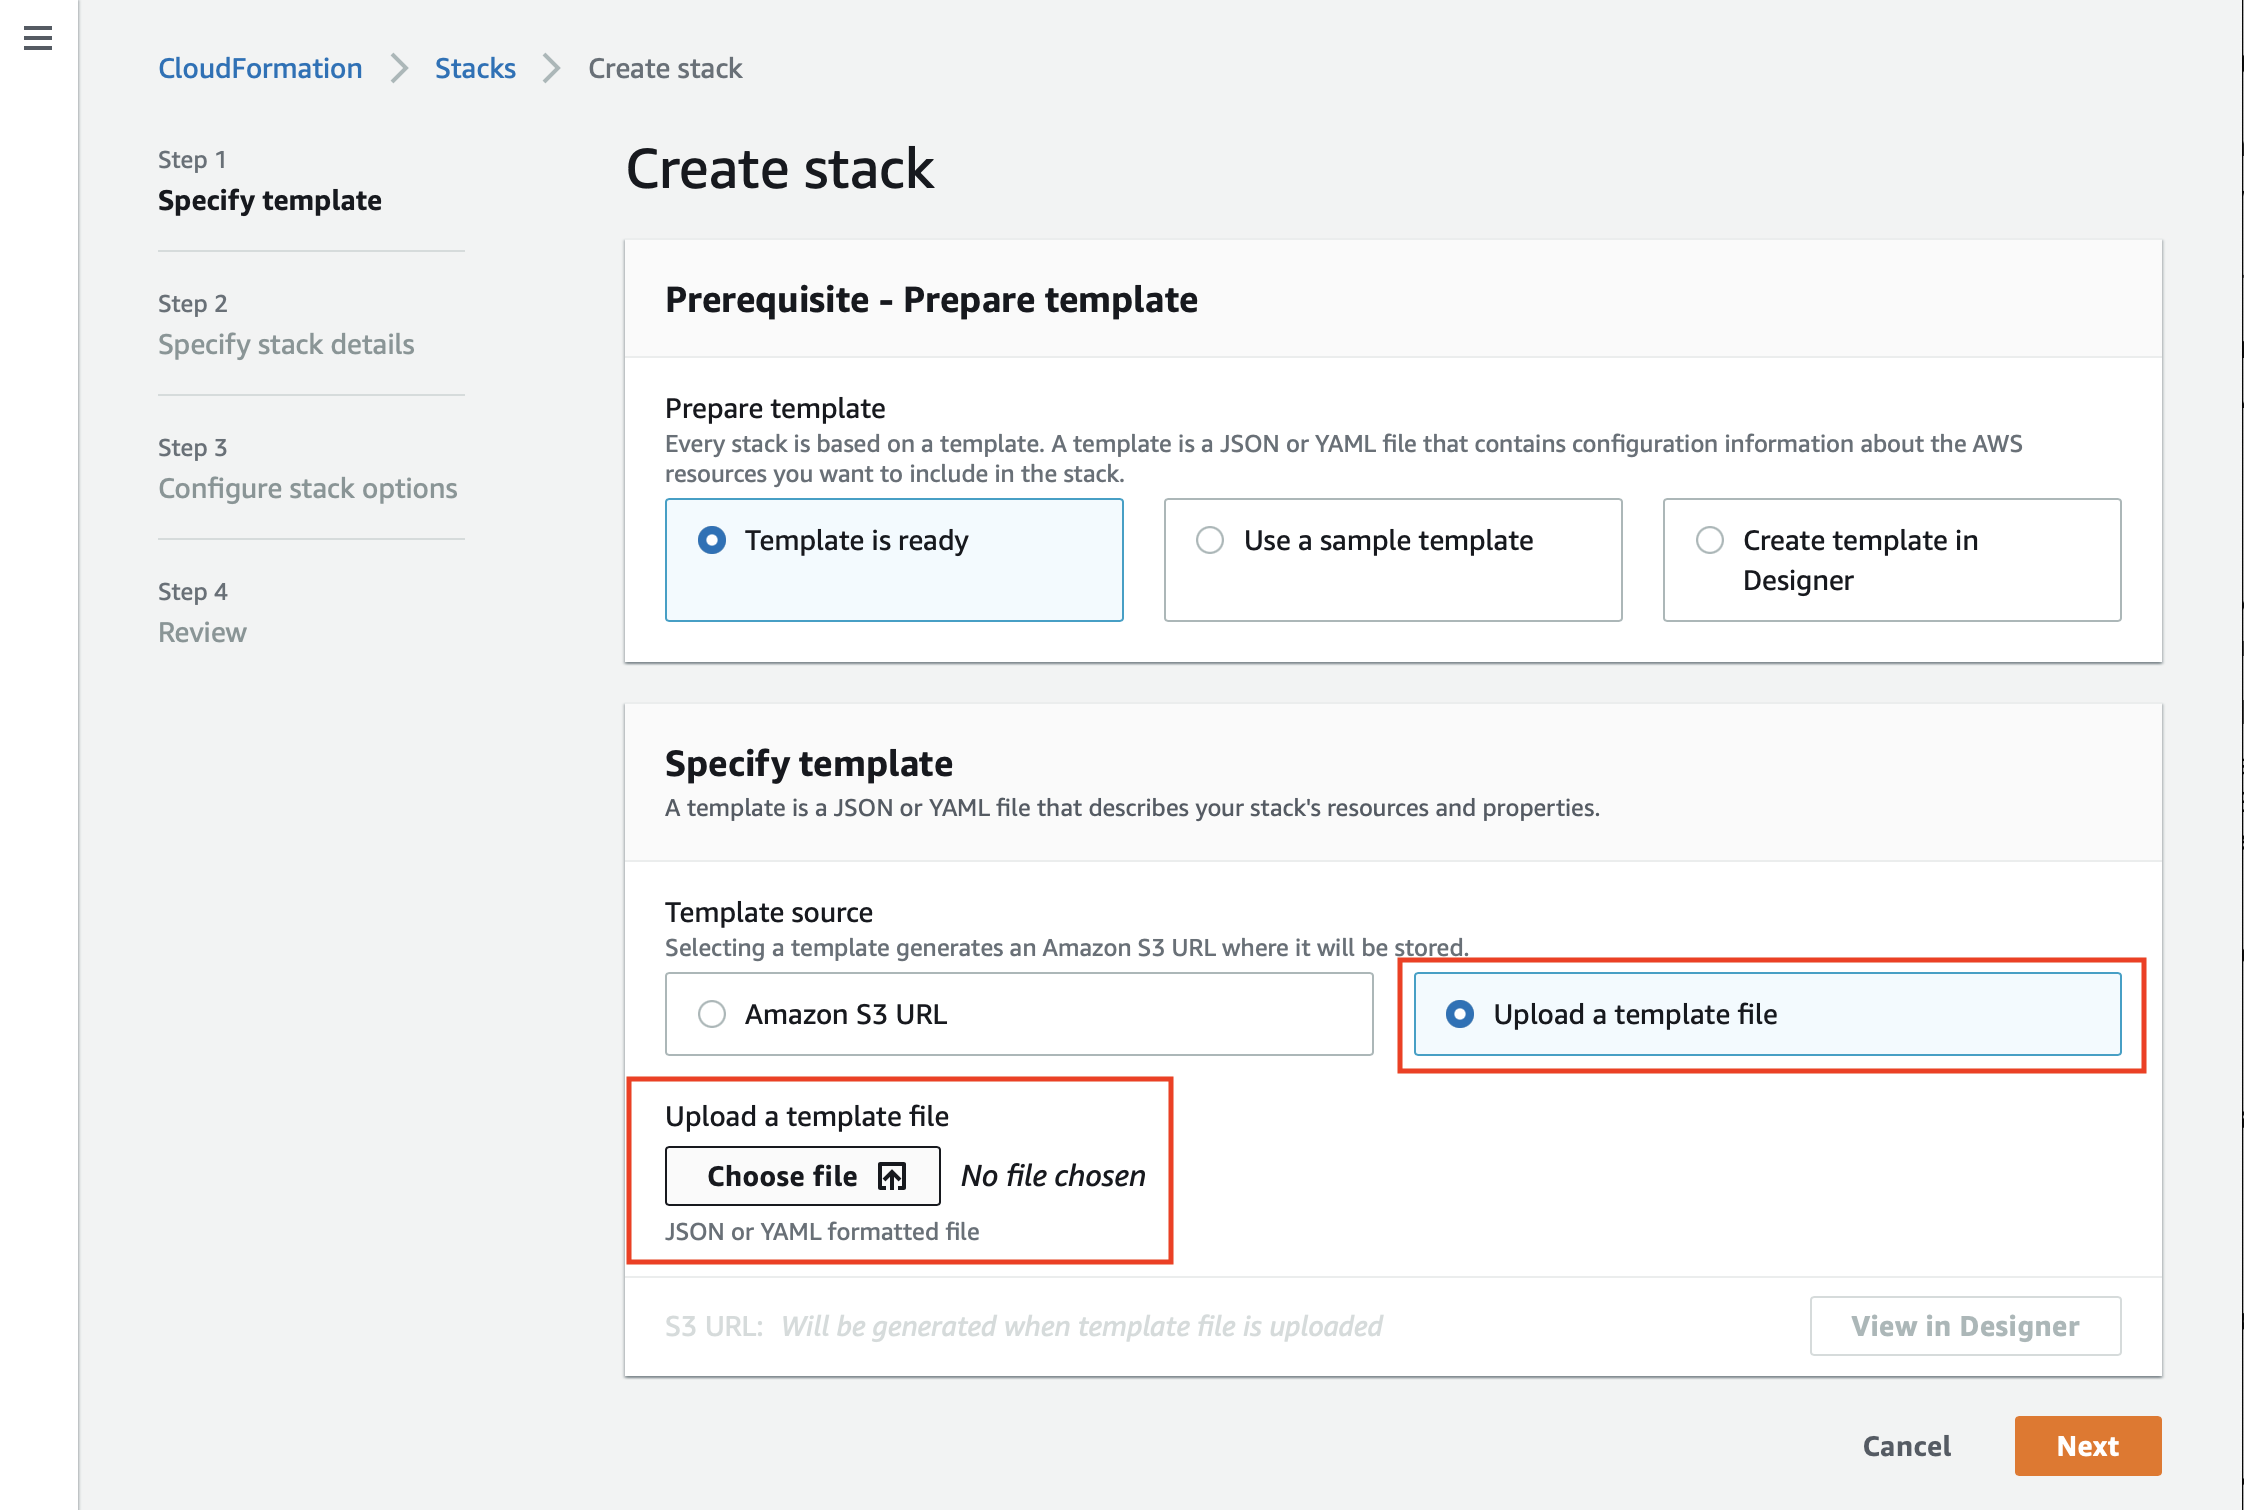 CloudFormation
Stacks
Create stack
Step 1
Specify template
Step 2
Specify stack details
Step 3
Configure stack options
Step 4
Review
Create stack
Prerequisite - Prepare template
Prepare template
Every stack is based on a template. A template is a JSON or YAML file that contains configuration information about the AWS
resources you want to include in the stack.
Template is ready
Use a sample template
Create template in
Designer
Specify template
A template is a JSON or YAML file that describes your stack's resources and properties.
Template source
Selecting a template generates an Amazon S3 URL where it will be stored.
Amazon S3 URL
Upload a template file
Upload a template file
Choose file
No file chosen
JSON or YAML formatted file
S3 URL: Will be generated when template file is uploaded
View in Designer
Cancel
Next